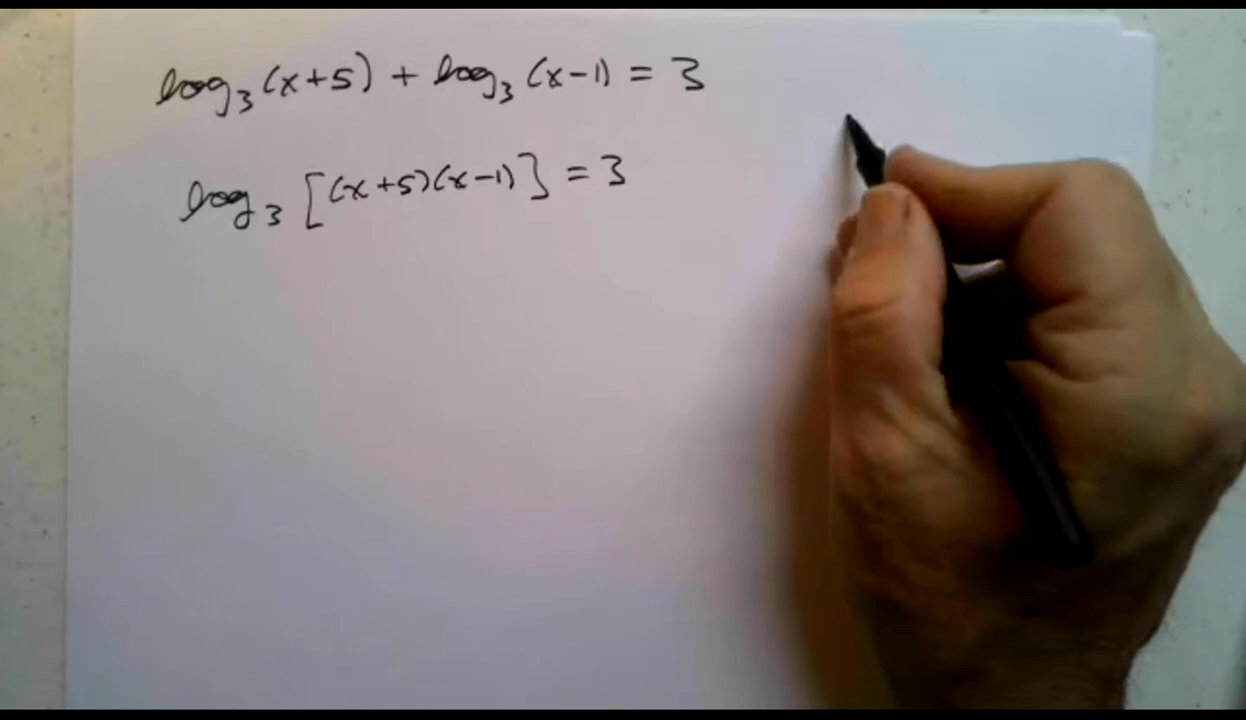 log₃(x+5) + log₃(x-1) = 3
log₃[(x+5)(x-1)] = 3